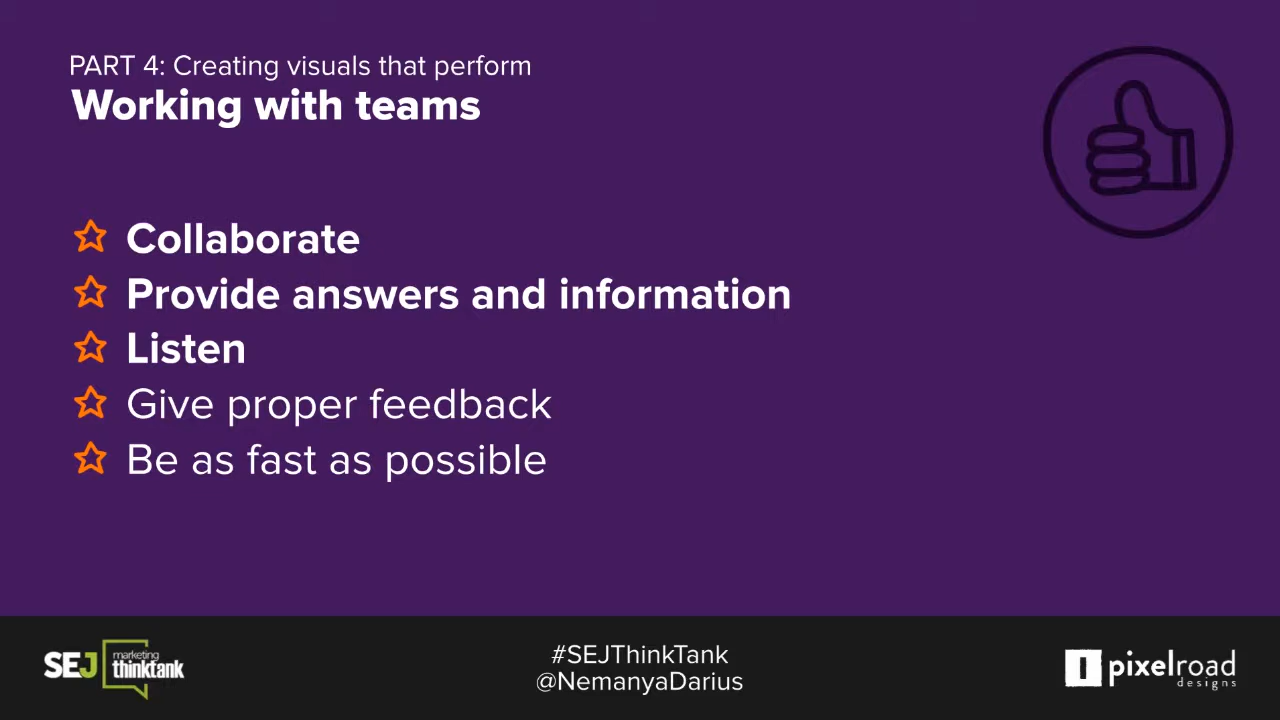 PART 4: Creating visuals that perform
Working with teams
Collaborate
Provide answers and information
Listen
Give proper feedback
Be as fast as possible
SEJ marketing thinktank
#SEJThinkTank
@NemanyaDarius
pixelroad
designs